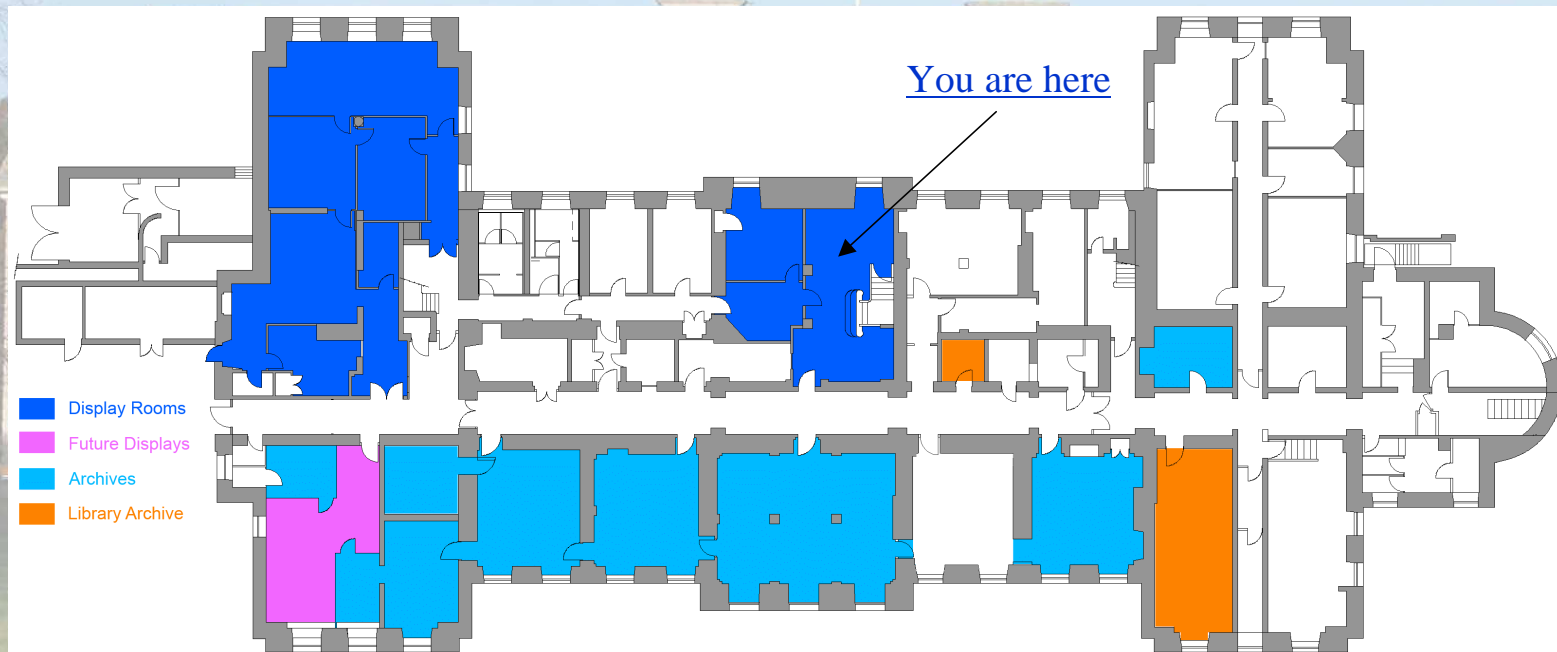 You are here
Display Rooms
Future Displays
Archives
Library Archive